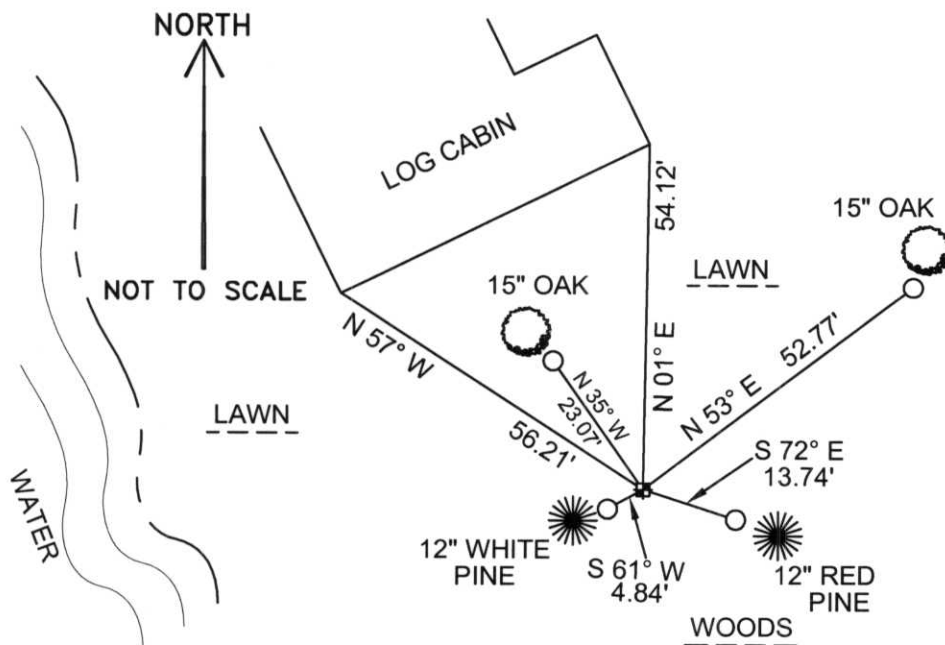 NORTH
NOT TO SCALE
LOG CABIN
54.12'
N 01° E
15" OAK
LAWN
15" OAK
N 57° W
56.21'
N 35° W
23.07'
N 53° E 52.77'
LAWN
S 72° E
13.74'
WATER
12" WHITE
PINE
S 61° W
4.84'
12" RED
PINE
WOODS